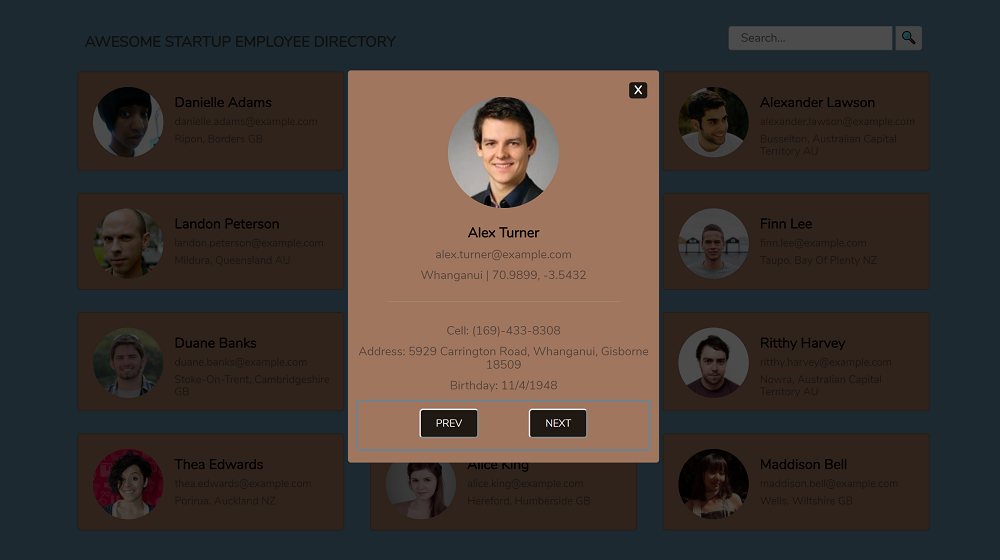 AWESOME STARTUP EMPLOYEE DIRECTORY
Search...
Danielle Adams
danielle.adams@example.com
Ripon, Borders GB
X
Alex Turner
alex.turner@example.com
Whanganui | 70.9899, -3.5432
Cell: (169)-433-8308
Address: 5929 Carrington Road, Whanganui, Gisborne
18509
Birthday: 11/4/1948
PREV
NEXT
Alexander Lawson
alexander.lawson@example.com
Busselton, Australian Capital
Territory AU
Landon Peterson
landon.peterson@example.com
Mildura, Queensland AU
Finn Lee
finn.lee@example.com
Taupo, Bay Of Plenty NZ
Duane Banks
duane.banks@example.com
Stoke-On-Trent, Cambridgeshire
GB
Ritthy Harvey
ritthy.harvey@example.com
Nowra, Australian Capital
Territory AU
Thea Edwards
thea.edwards@example.com
Porirua, Auckland NZ
Alice King
alice.king@example.com
Hereford, Humberside GB
Maddison Bell
maddison.bell@example.com
Wells, Wiltshire GB